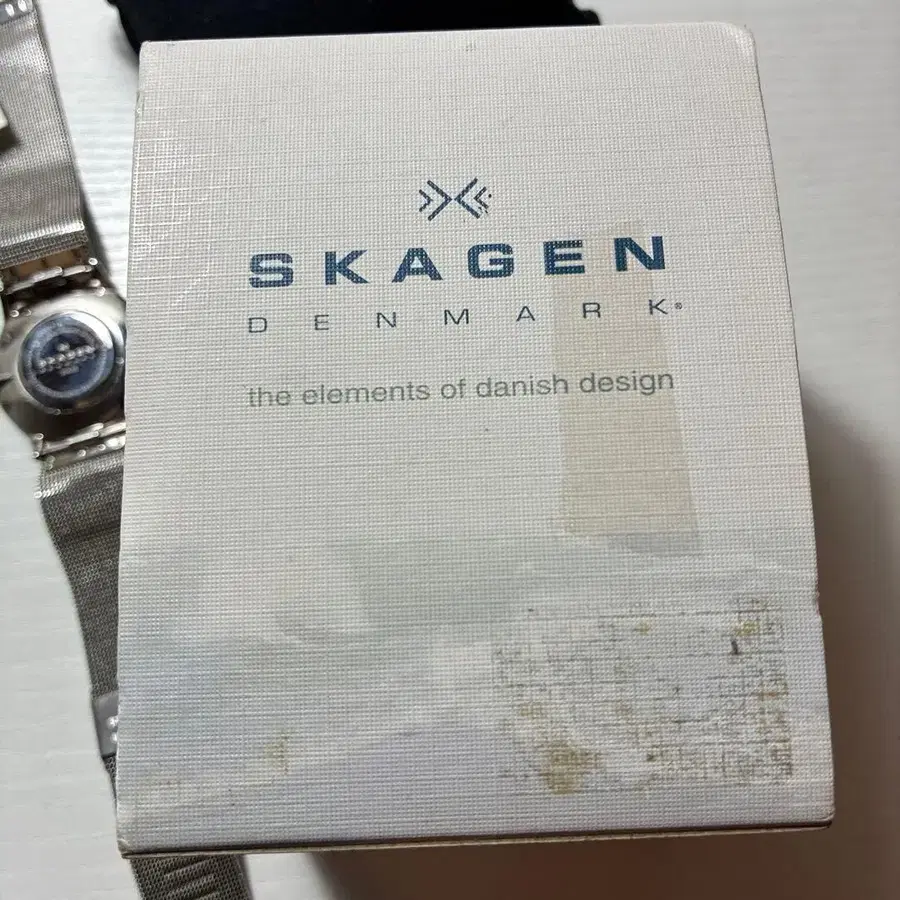 SKAGEN
DENMARK®
the elements of danish design